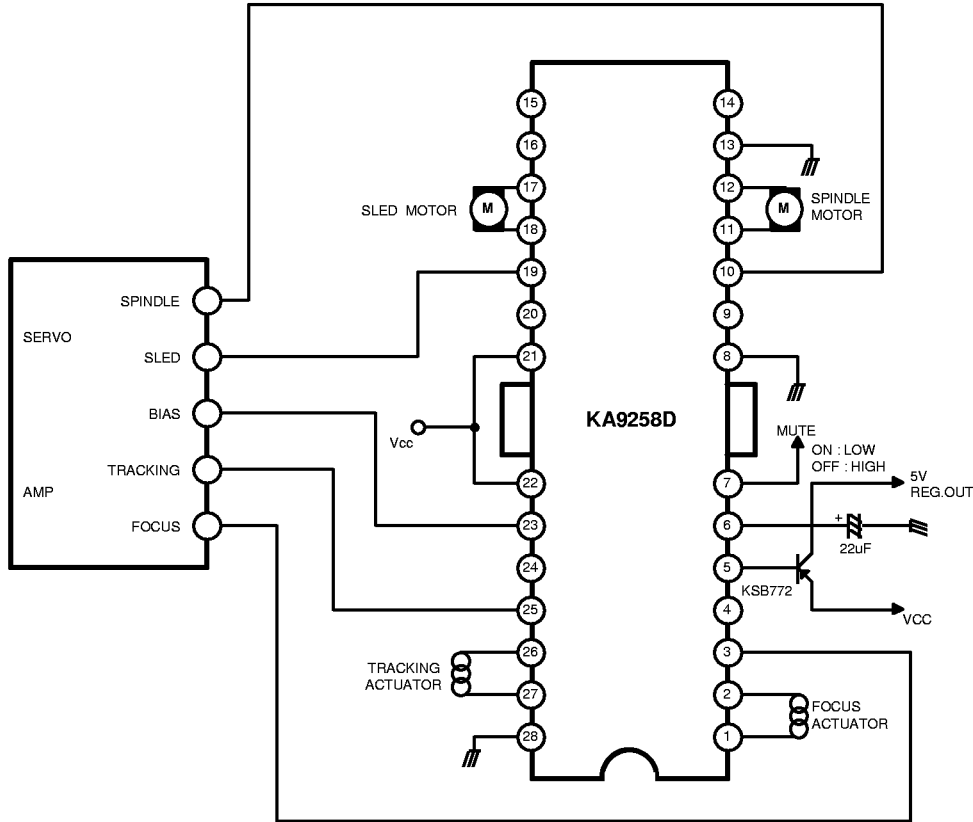 15
14
16
13
17
12
SLED MOTOR
M
M
SPINDLE
MOTOR
18
11
19
10
SPINDLE
20
9
SERVO
SLED
21
8
BIAS
KA9258D
Vcc
MUTE
ON : LOW
OFF : HIGH
TRACKING
AMP
22
7
5V
REG.OUT
FOCUS
23
6
+
22uF
24
5
KSB772
25
4
VCC
26
3
TRACKING
ACTUATOR
27
2
FOCUS
ACTUATOR
28
1